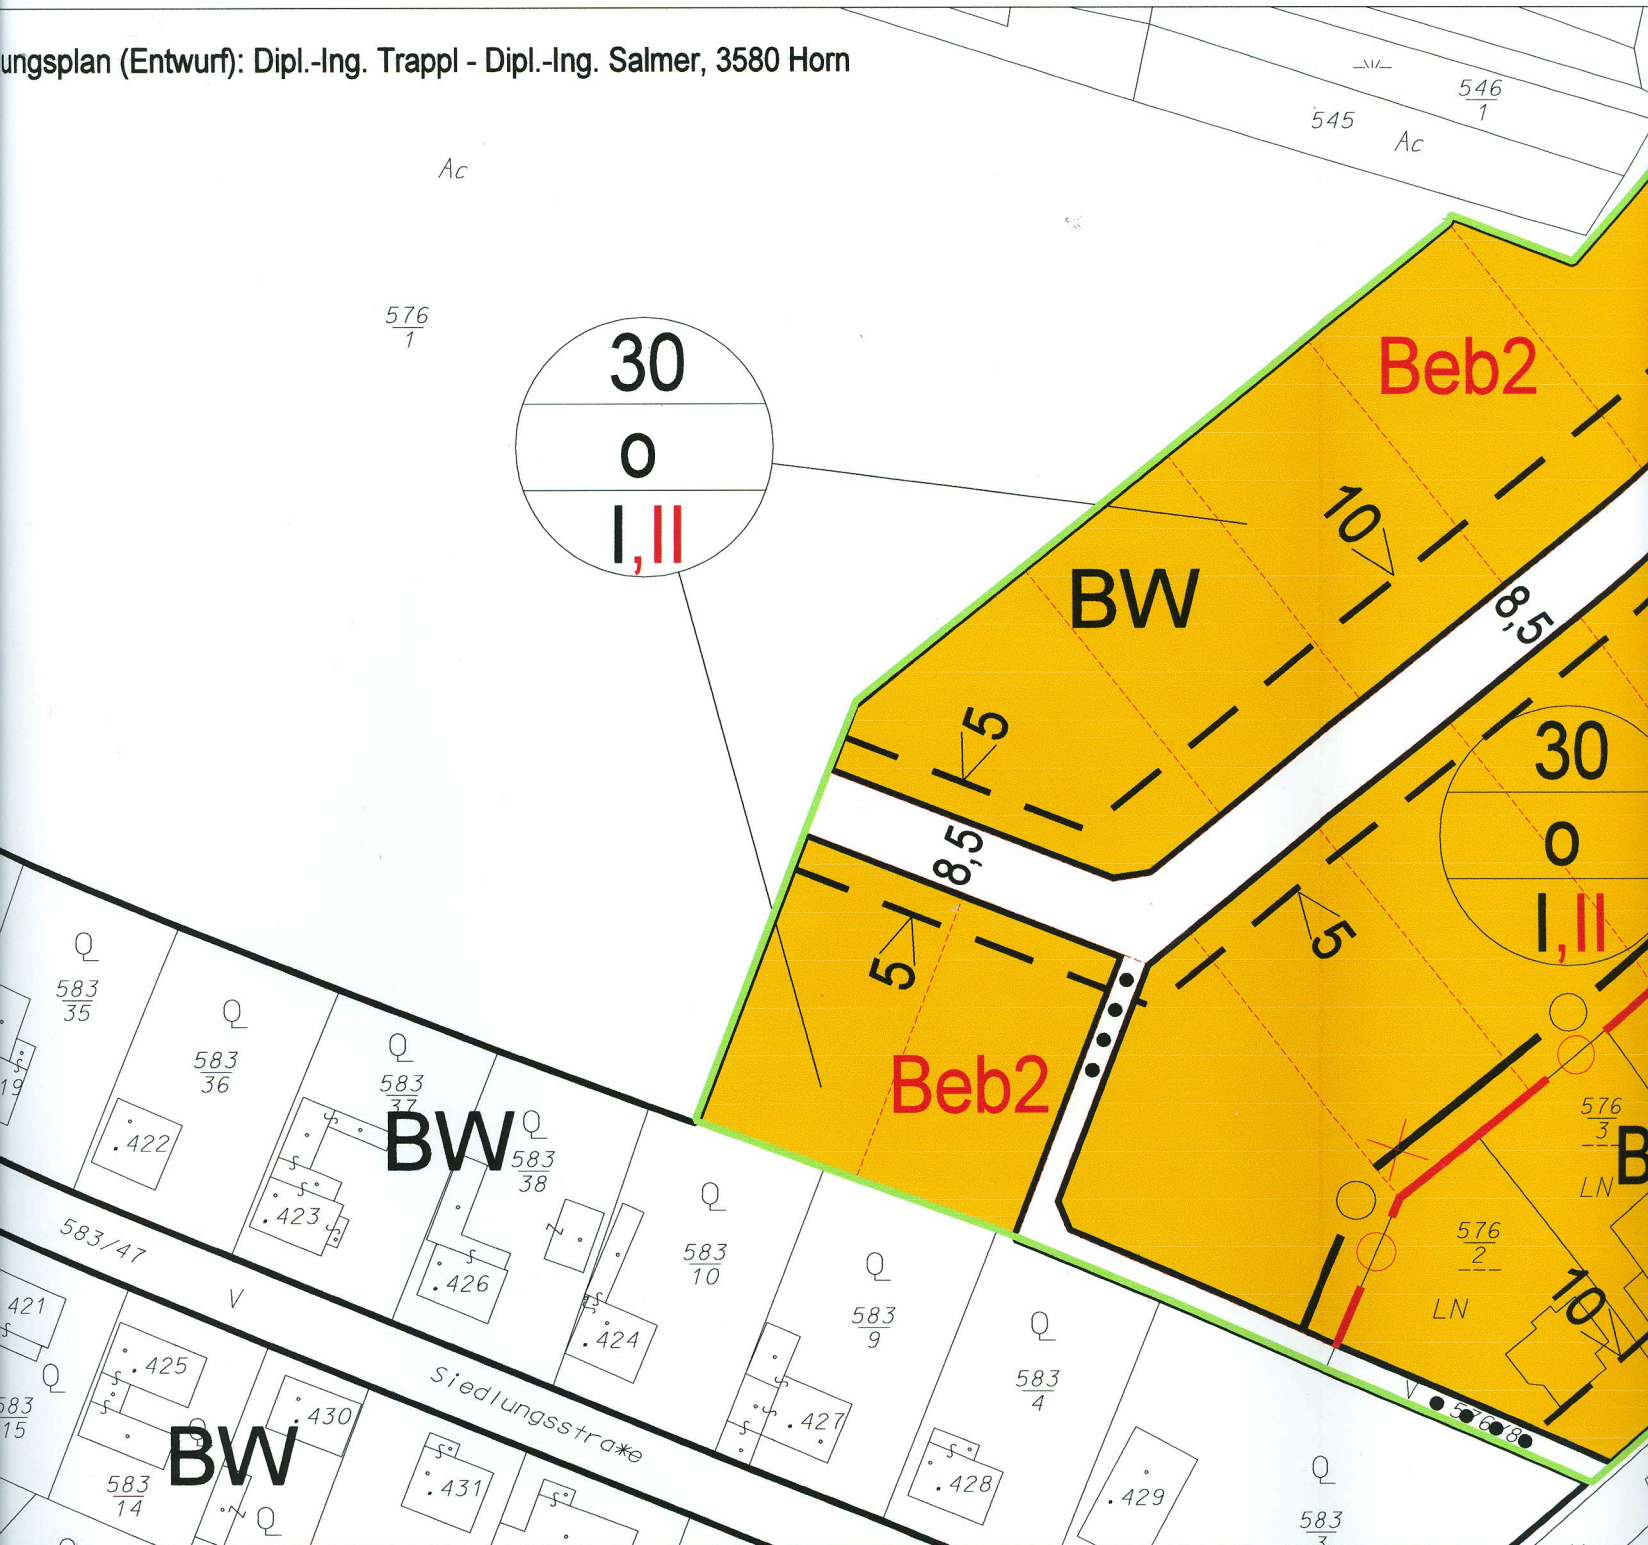 ungsplan (Entwurf): Dipl.-Ing. Trappl - Dipl.-Ing. Salmer, 3580 Horn
546
1
545
Ac
Ac
576
1
30
o
I,II
Beb2
10
BW
8,5
5
30
o
I,II
8,5
5
5
Beb2
583
35
583
36
583
37
BW
583
38
19
.422
.423
.426
583
10
.424
583
9
.427
583
4
.428
.429
583
3
576
3
B
LN
576
2
LN
10
V
576/8
583/47
V
Siedlungsstraße
421
.425
.430
.431
583
15
BW
583
14